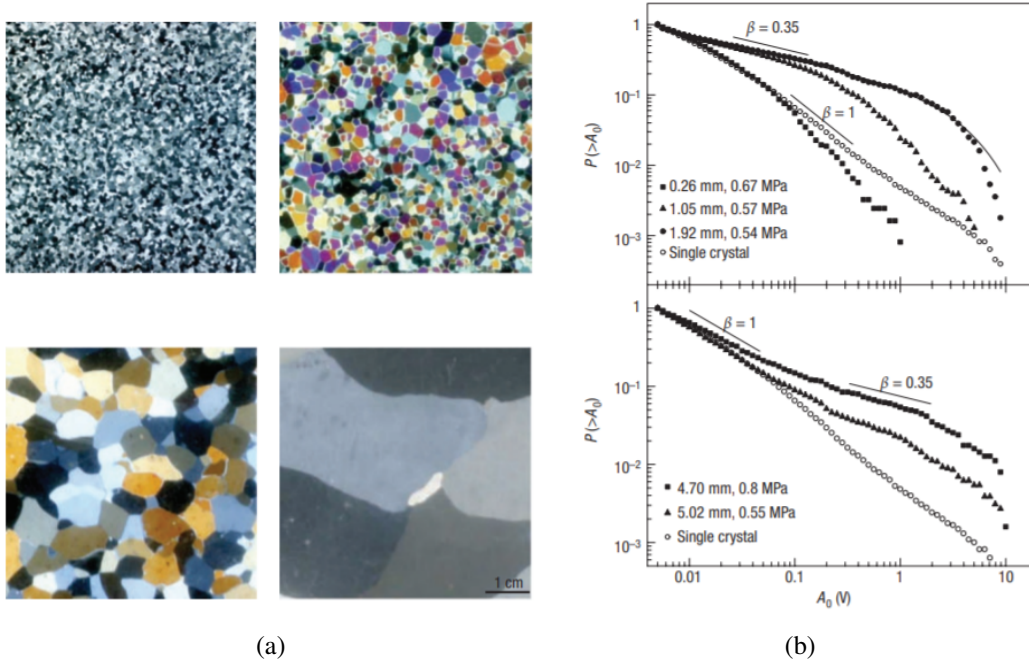 1 cm
(a)
1
10⁻¹
10⁻²
10⁻³
P (>A₀)
β = 0.35
β = 1
0.26 mm, 0.67 MPa
1.05 mm, 0.57 MPa
1.92 mm, 0.54 MPa
Single crystal
1
10⁻¹
10⁻²
10⁻³
P (>A₀)
β = 1
β = 0.35
4.70 mm, 0.8 MPa
5.02 mm, 0.55 MPa
Single crystal
0.01 0.1 1 10
A₀ (V)
(b)